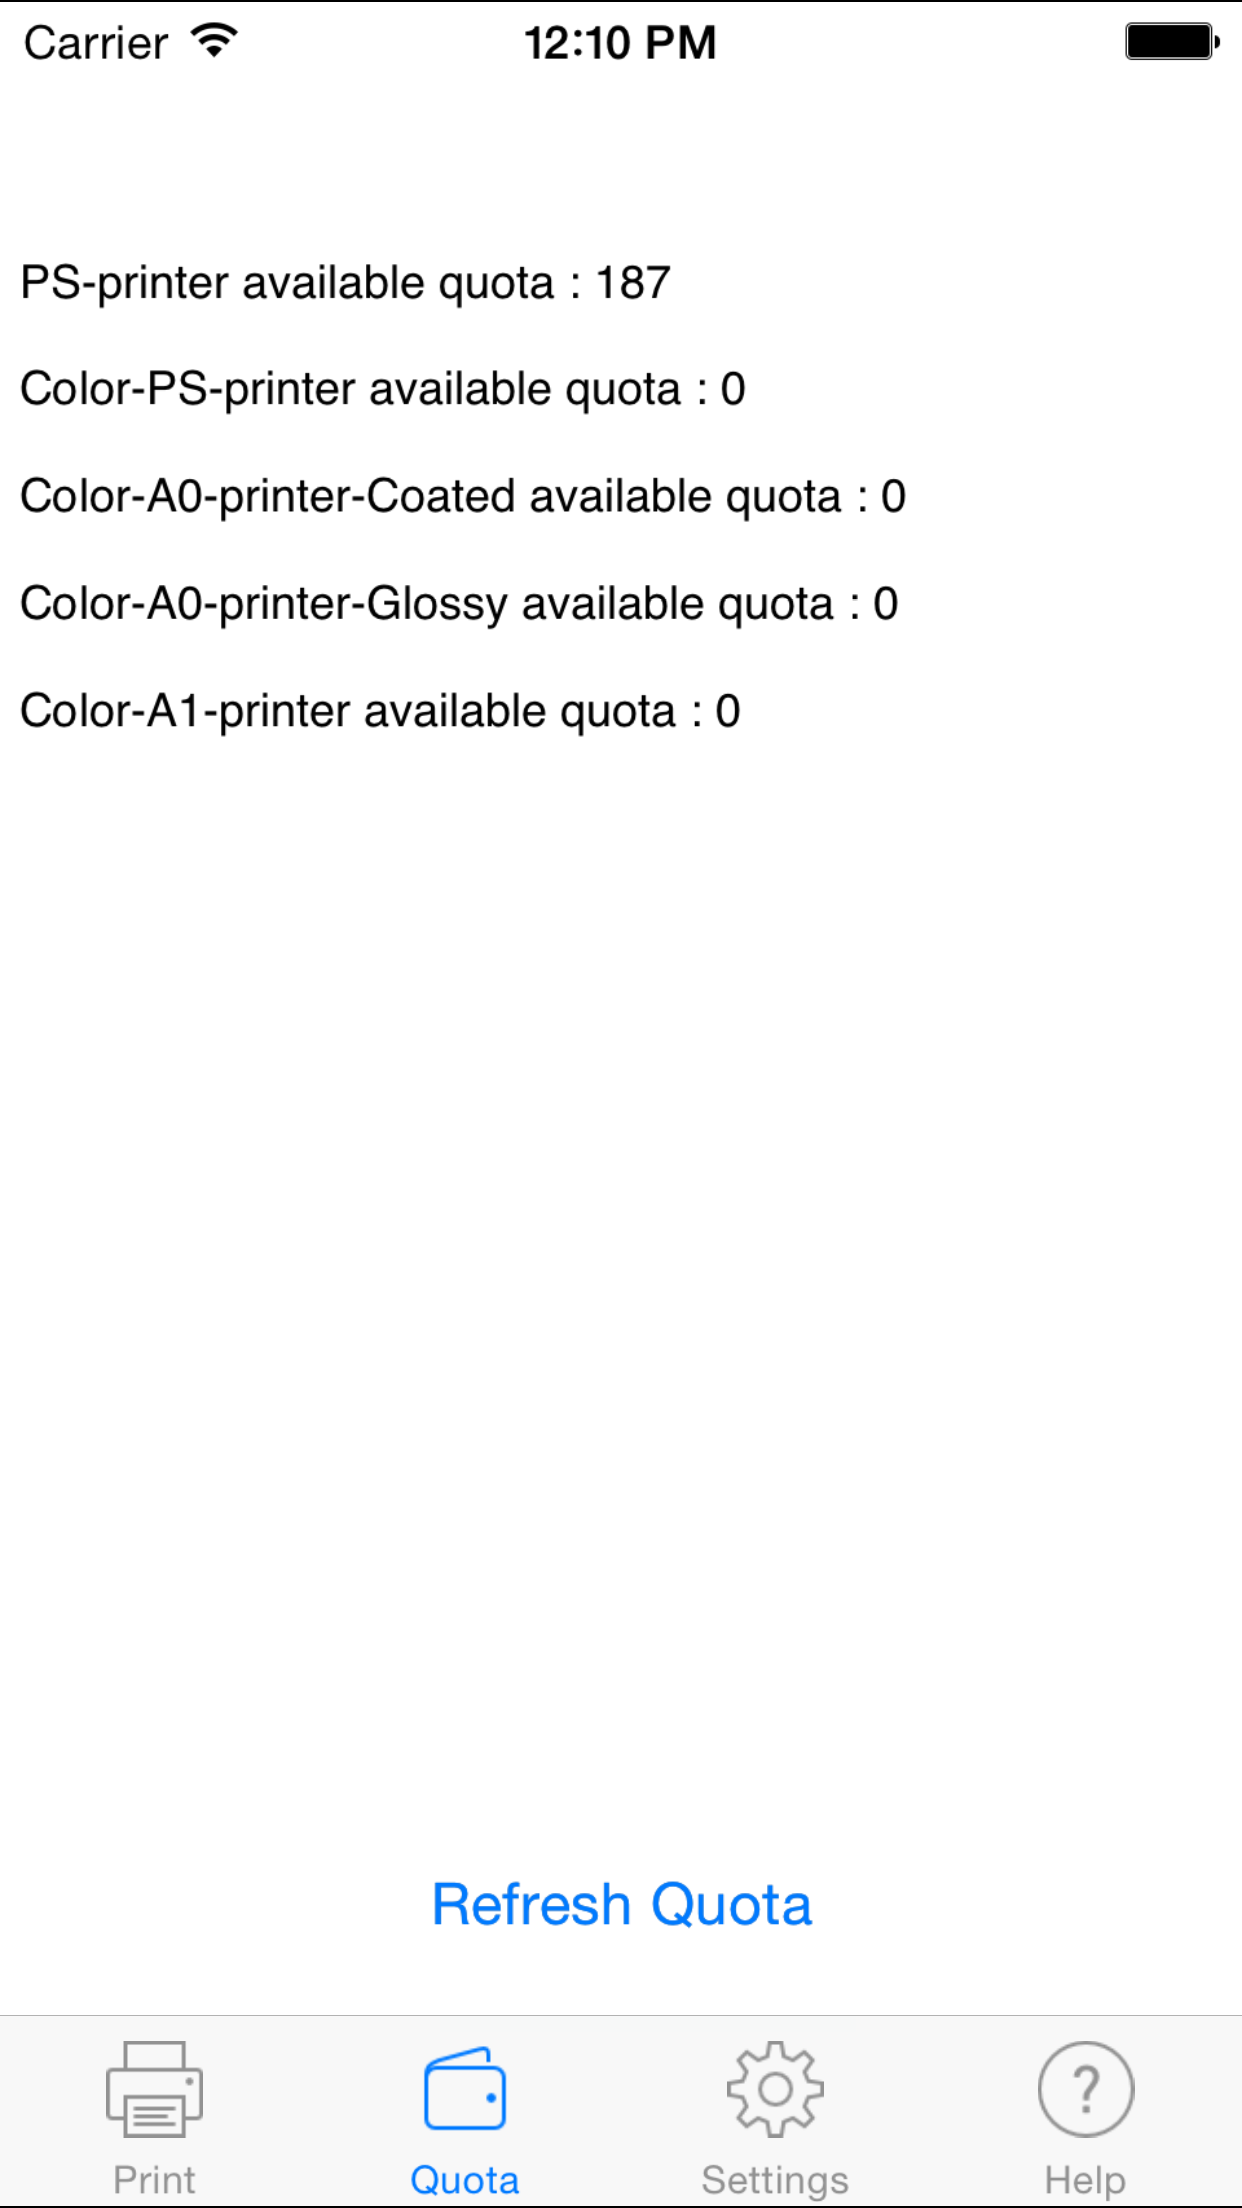 Carrier 12:10 PM
PS-printer available quota : 187
Color-PS-printer available quota : 0
Color-A0-printer-Coated available quota : 0
Color-A0-printer-Glossy available quota : 0
Color-A1-printer available quota : 0
Refresh Quota
Print Quota Settings Help